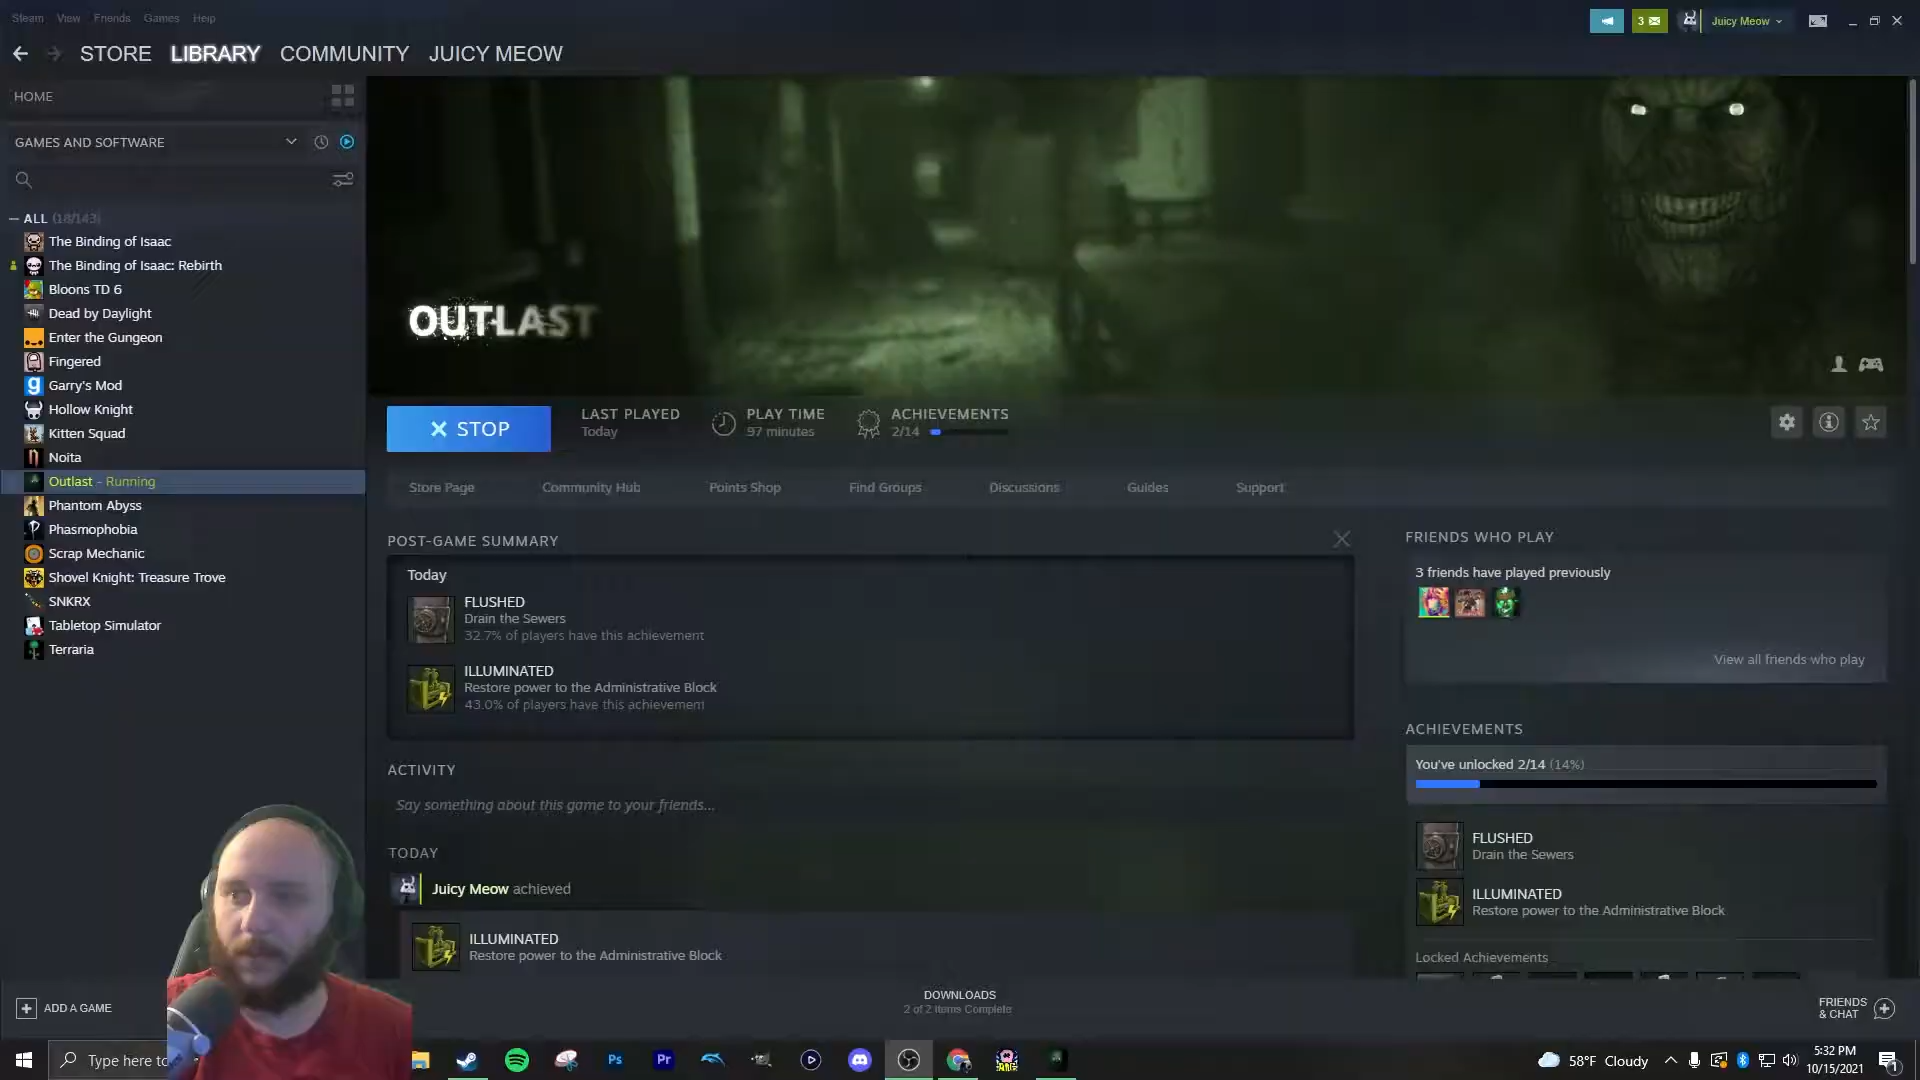 Steam View Friends Games Help
3
Juicy Meow
STORE LIBRARY COMMUNITY JUICY MEOW
HOME
GAMES AND SOFTWARE
ALL (18/143)
The Binding of Isaac
The Binding of Isaac: Rebirth
Bloons TD 6
Dead by Daylight
Enter the Gungeon
Fingered
Garry's Mod
Hollow Knight
Kitten Squad
Noita
Outlast - Running
Phantom Abyss
Phasmophobia
Scrap Mechanic
Shovel Knight: Treasure Trove
SNKRX
Tabletop Simulator
Terraria
OUTLAST
STOP
LAST PLAYED
Today
PLAY TIME
97 minutes
ACHIEVEMENTS
2/14
Store Page Community Hub Points Shop Find Groups Discussions Guides Support
POST-GAME SUMMARY
Today
FLUSHED
Drain the Sewers
32.7% of players have this achievement
ILLUMINATED
Restore power to the Administrative Block
43.0% of players have this achievement
ACTIVITY
Say something about this game to your friends...
TODAY
Juicy Meow achieved
ILLUMINATED
Restore power to the Administrative Block
FRIENDS WHO PLAY
3 friends have played previously
View all friends who play
ACHIEVEMENTS
You've unlocked 2/14 (14%)
FLUSHED
Drain the Sewers
ILLUMINATED
Restore power to the Administrative Block
Locked Achievements
ADD A GAME
DOWNLOADS
2 of 2 Items Complete
FRIENDS
& CHAT
Type here to
Ps
Pr
58°F Cloudy
5:32 PM
10/15/2021
1